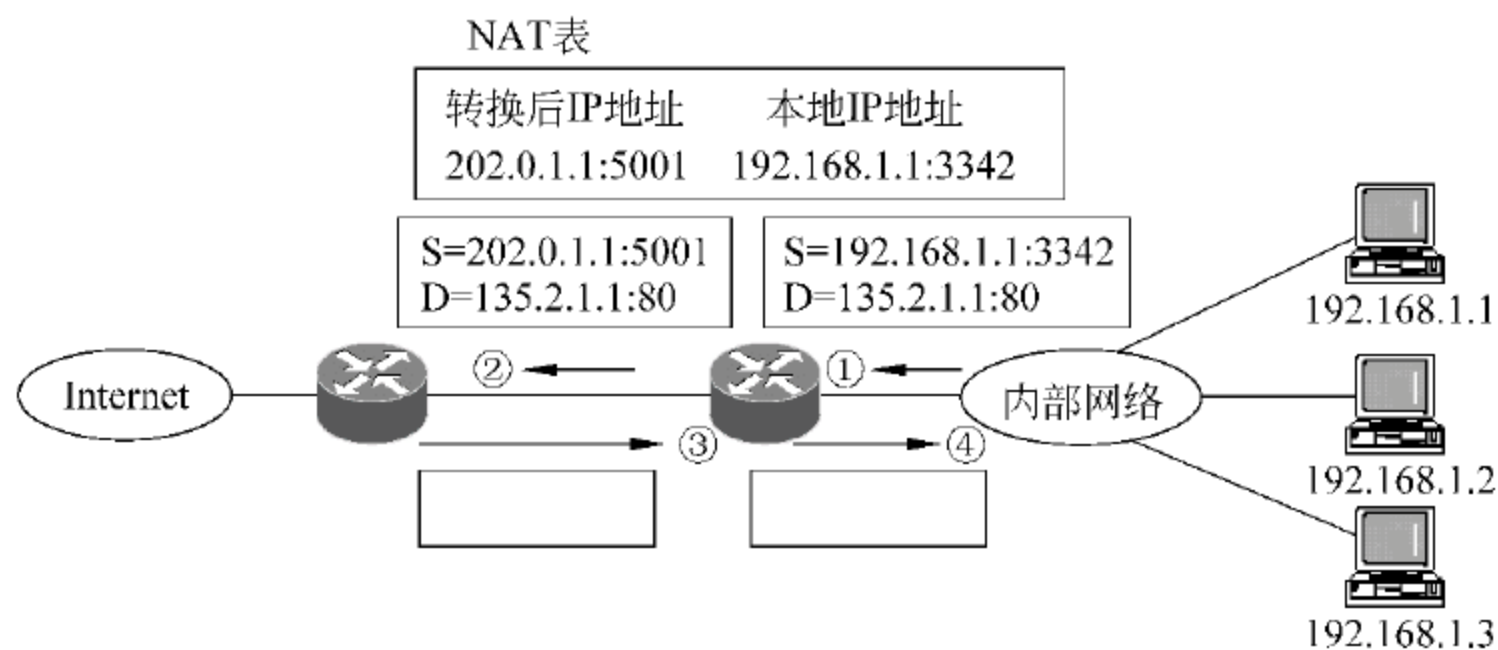 NAT表
转换后IP地址 本地IP地址
202.0.1.1:5001 192.168.1.1:3342
S=202.0.1.1:5001
D=135.2.1.1:80
S=192.168.1.1:3342
D=135.2.1.1:80
192.168.1.1
② ①
Internet
内部网络
③ ④
192.168.1.2
192.168.1.3